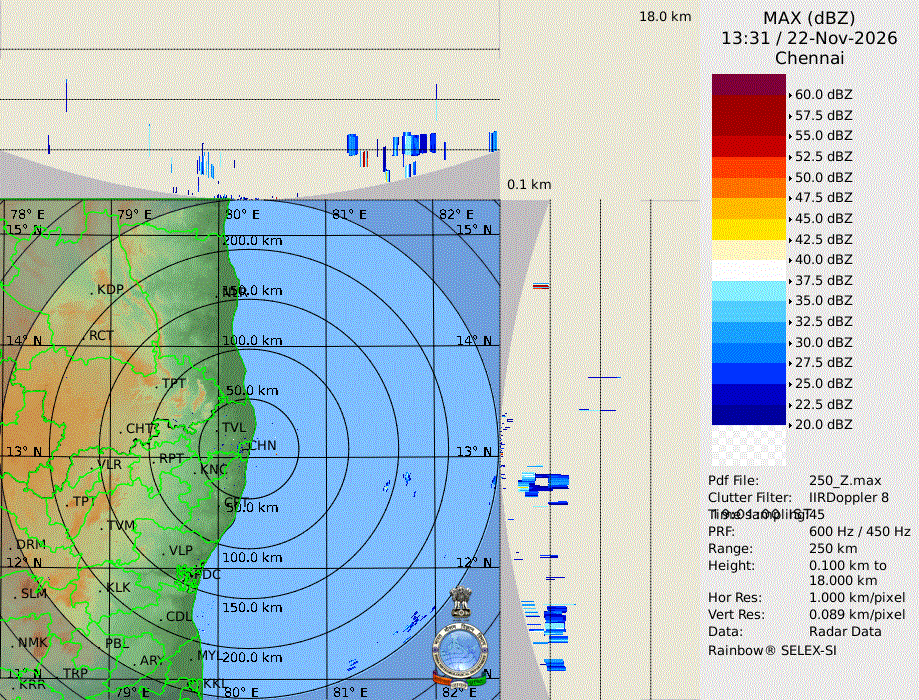 18.0 km
MAX (dBZ)
13:31 / 22-Nov-2026
Chennai
60.0 dBZ
57.5 dBZ
55.0 dBZ
52.5 dBZ
50.0 dBZ
47.5 dBZ
45.0 dBZ
42.5 dBZ
40.0 dBZ
37.5 dBZ
35.0 dBZ
32.5 dBZ
30.0 dBZ
27.5 dBZ
25.0 dBZ
22.5 dBZ
20.0 dBZ
0.1 km
78° E 79° E 80° E 81° E 82° E
15° N 15° N
200.0 km
KDP
150.0 km
RCT
14° N 100.0 km 14° N
TPT
50.0 km
CHT TVL
CHN
13° N 13° N
VLR RPT KNC
TPT 50.0 km
TVM
DRM VLP 100.0 km
12° N 12° N
SLM KLK
150.0 km
CDL
NMK PBL
ARY MYL 200.0 km
TRP
11° N
KRR KKL
79° E 80° E 81° E 82° E
Pdf File: 250_Z.max
Clutter Filter: IIRDoppler 8
Time sampling: 45
PRF: 600 Hz / 450 Hz
Range: 250 km
Height: 0.100 km to
18.000 km
Hor Res: 1.000 km/pixel
Vert Res: 0.089 km/pixel
Data: Radar Data
Rainbow® SELEX-SI